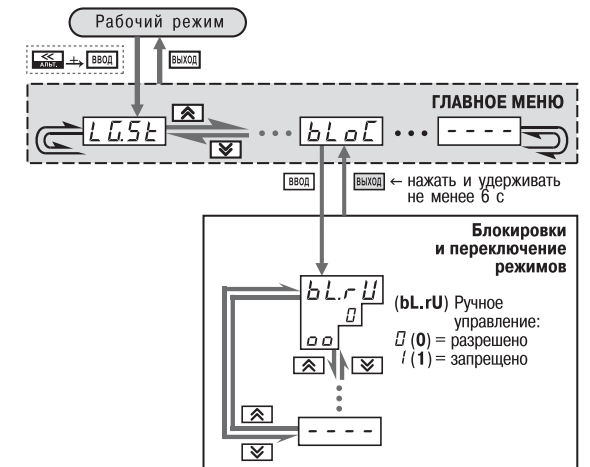 Рабочий режим
<<
АЛЬТ.
ВВОД
ВЫХОД
ГЛАВНОЕ МЕНЮ
LG.St
bLoC
- - - -
ВВОД
ВЫХОД ← нажать и удерживать
не менее 6 с
Блокировки
и переключение
режимов
bL.rU
0
oo
(bL.rU) Ручное
управление:
0 (0) = разрешено
1 (1) = запрещено
- - - -